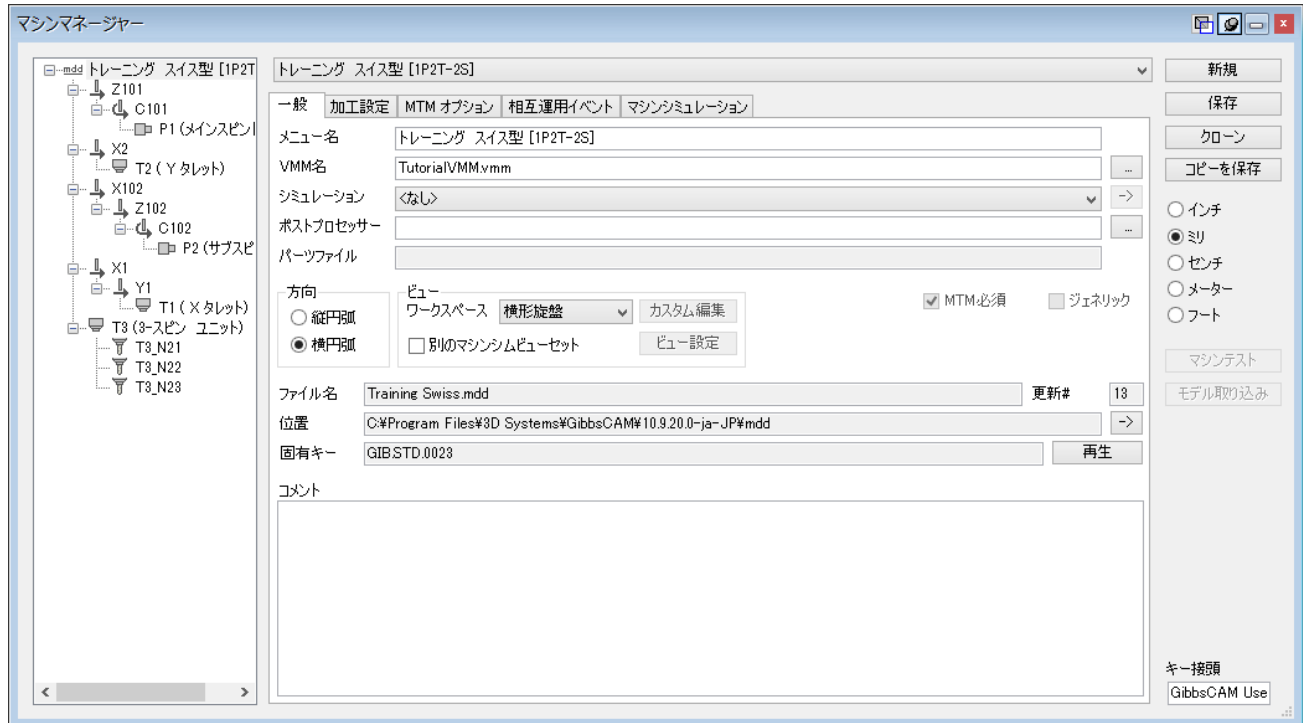 マシンマネージャー
mdd トレーニング スイス型 [1P2T
Z101
C101
P1 (メインスピン
X2
T2 ( Y タレット)
X102
Z102
C102
P2 (サブスピ
X1
Y1
T1 ( X タレット)
T3 (3-スピン ユニット)
T3_N21
T3_N22
T3_N23
トレーニング スイス型 [1P2T-2S]
一般 加工設定 MTM オプション 相互運用イベント マシンシミュレーション
メニュー名 トレーニング スイス型 [1P2T-2S]
VMM名 TutorialVMM.vmm ...
シミュレーション <なし> ->
ポストプロセッサー ...
パーツファイル
方向
縦円弧
横円弧
ビュー
ワークスペース 横形旋盤 カスタム編集
別のマシンシムビューセット ビュー設定
MTM必須 ジェネリック
ファイル名 Training Swiss.mdd 更新# 13
位置 C:¥Program Files¥3D Systems¥GibbsCAM¥10.9.20.0-ja-JP¥mdd ->
固有キー GIB.STD.0023 再生
コメント
新規
保存
クローン
コピーを保存
インチ
ミリ
センチ
メーター
フート
マシンテスト
モデル取り込み
キー接頭
GibbsCAM Use